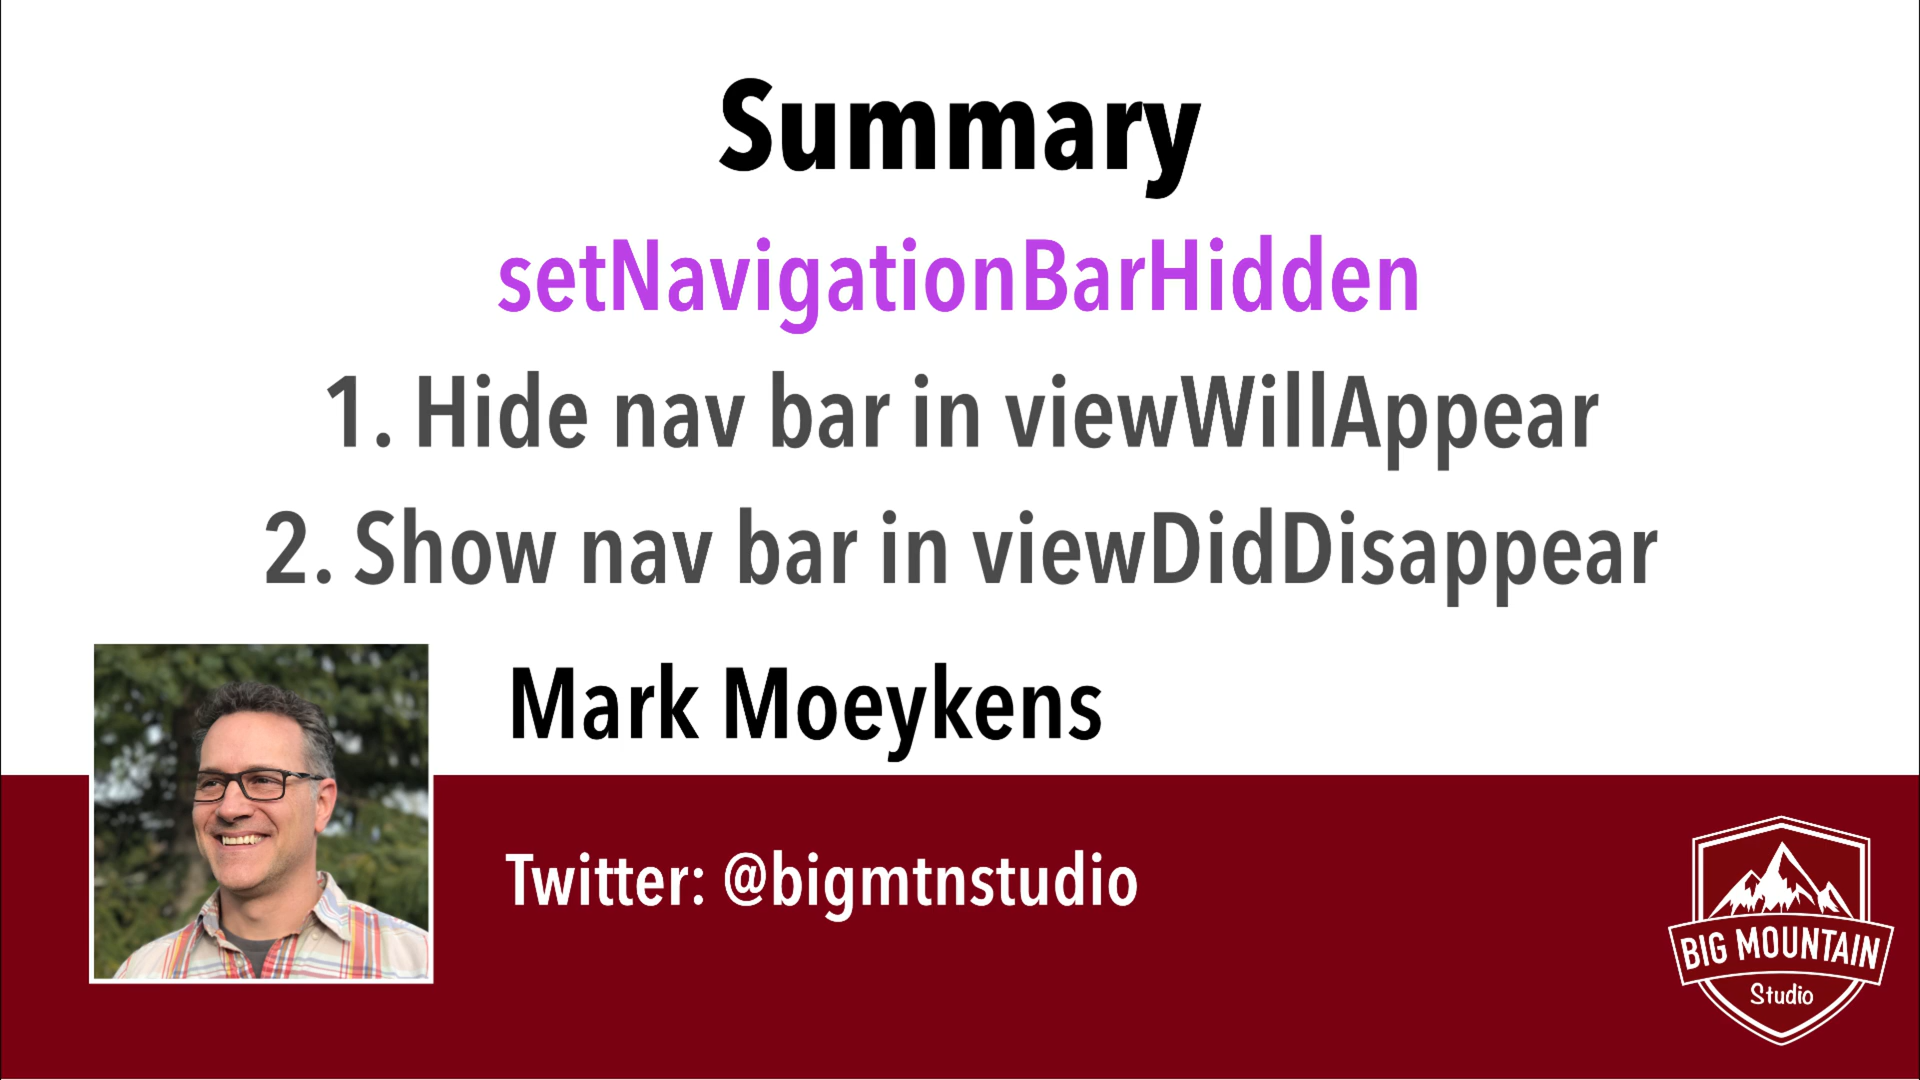 Summary
setNavigationBarHidden
1. Hide nav bar in viewWillAppear
2. Show nav bar in viewDidDisappear
Mark Moeykens
Twitter: @bigmtnstudio
BIG MOUNTAIN
Studio